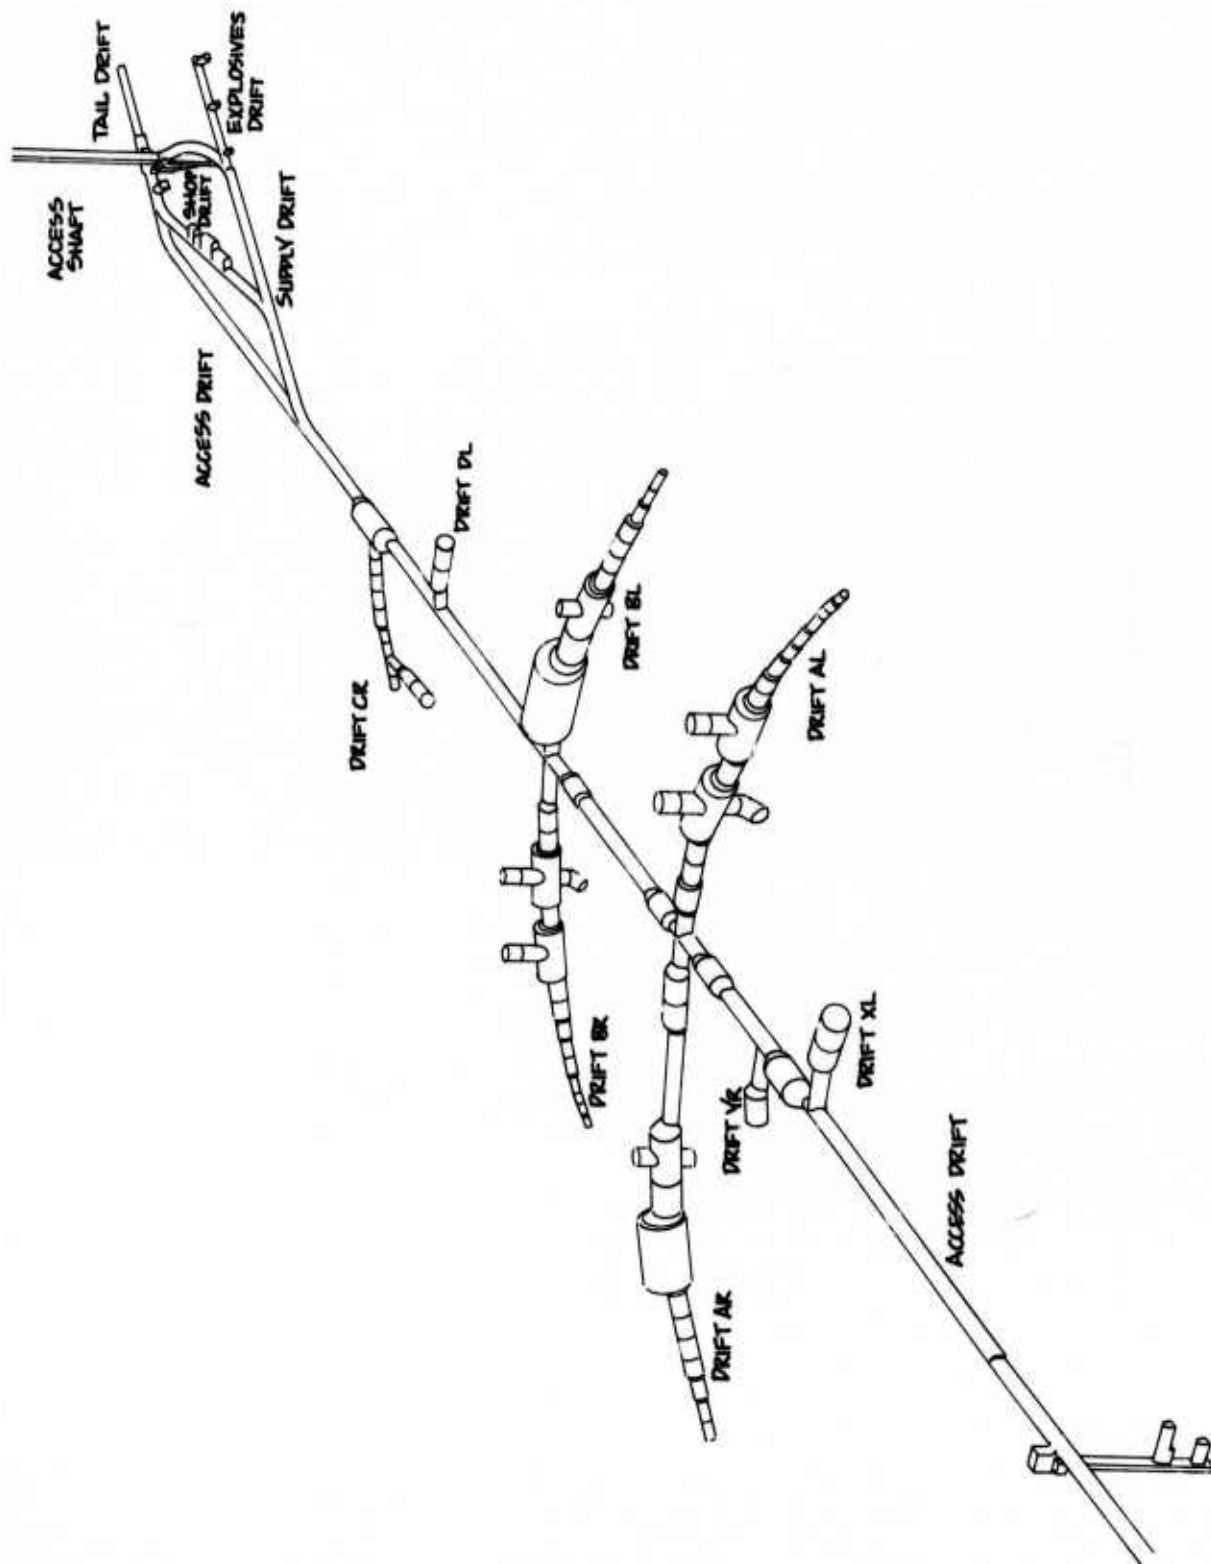 TAIL DRIFT
EXPLOSIVES
DRIFT
ACCESS
SHAFT
SHOP
DRIFT
SUPPLY DRIFT
ACCESS DRIFT
DRIFT DL
DRIFT CR
DRIFT BL
DRIFT AL
DRIFT BR
DRIFT YR
DRIFT XL
ACCESS DRIFT
DRIFT AR